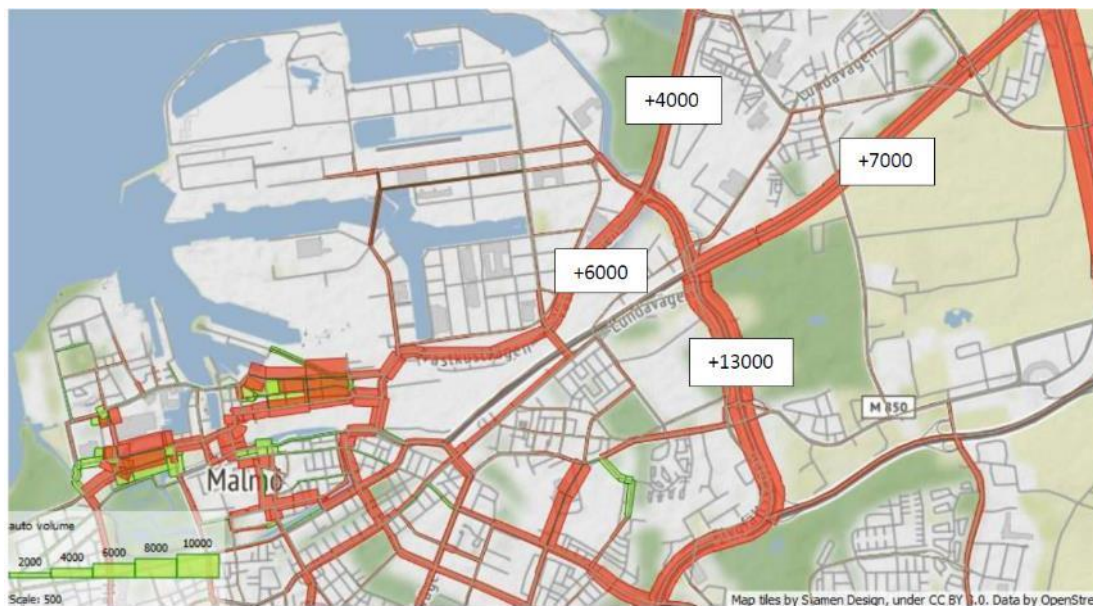 Lundavägen
+4000
+7000
+6000
Lundavägen
Västkustvägen
+13000
M 850
Malmö
auto volume
2000 4000 6000 8000 10000
Scale: 500
Map tiles by Stamen Design, under CC BY 3.0. Data by OpenStre